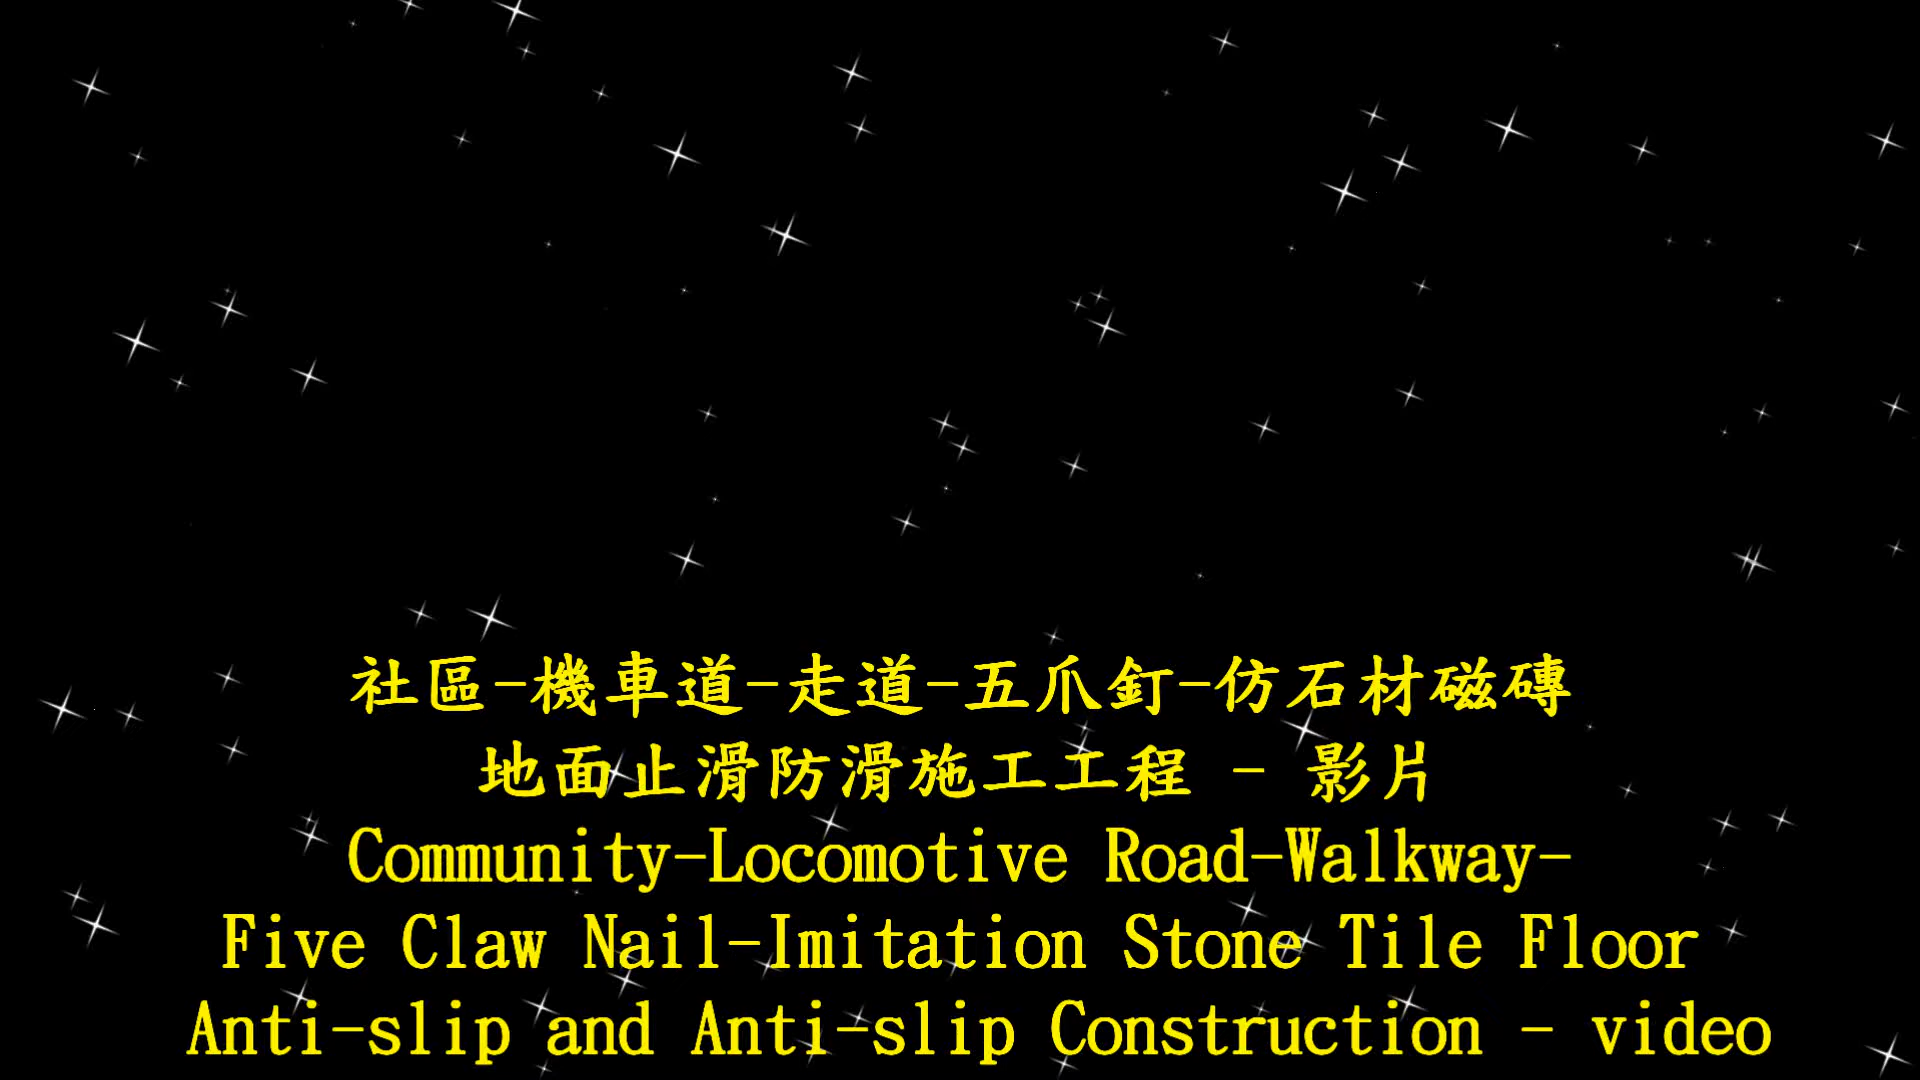 社區-機車道-走道-五爪釘-仿石材磁磚
地面止滑防滑施工工程 - 影片
Community-Locomotive Road-Walkway-
Five Claw Nail-Imitation Stone Tile Floor
Anti-slip and Anti-slip Construction - video